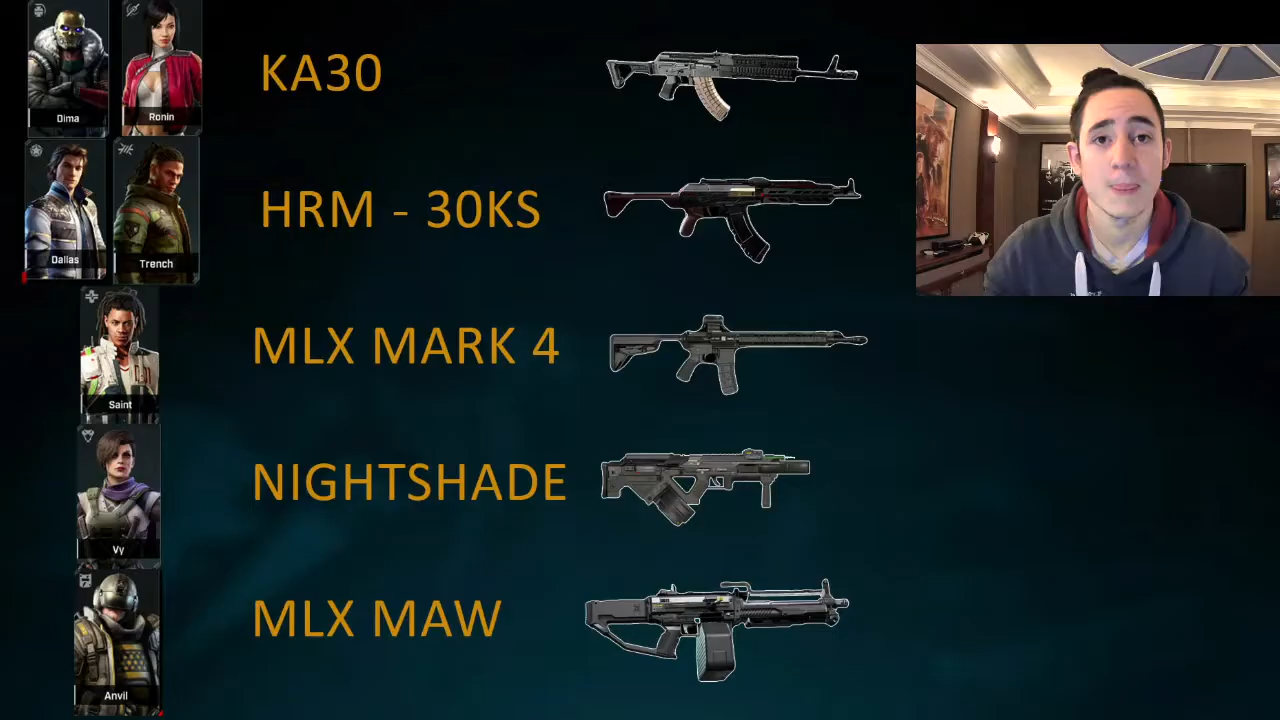 Dima
Ronin
KA30
Dallas
Trench
HRM - 30KS
Saint
MLX MARK 4
Vy
NIGHTSHADE
Anvil
MLX MAW